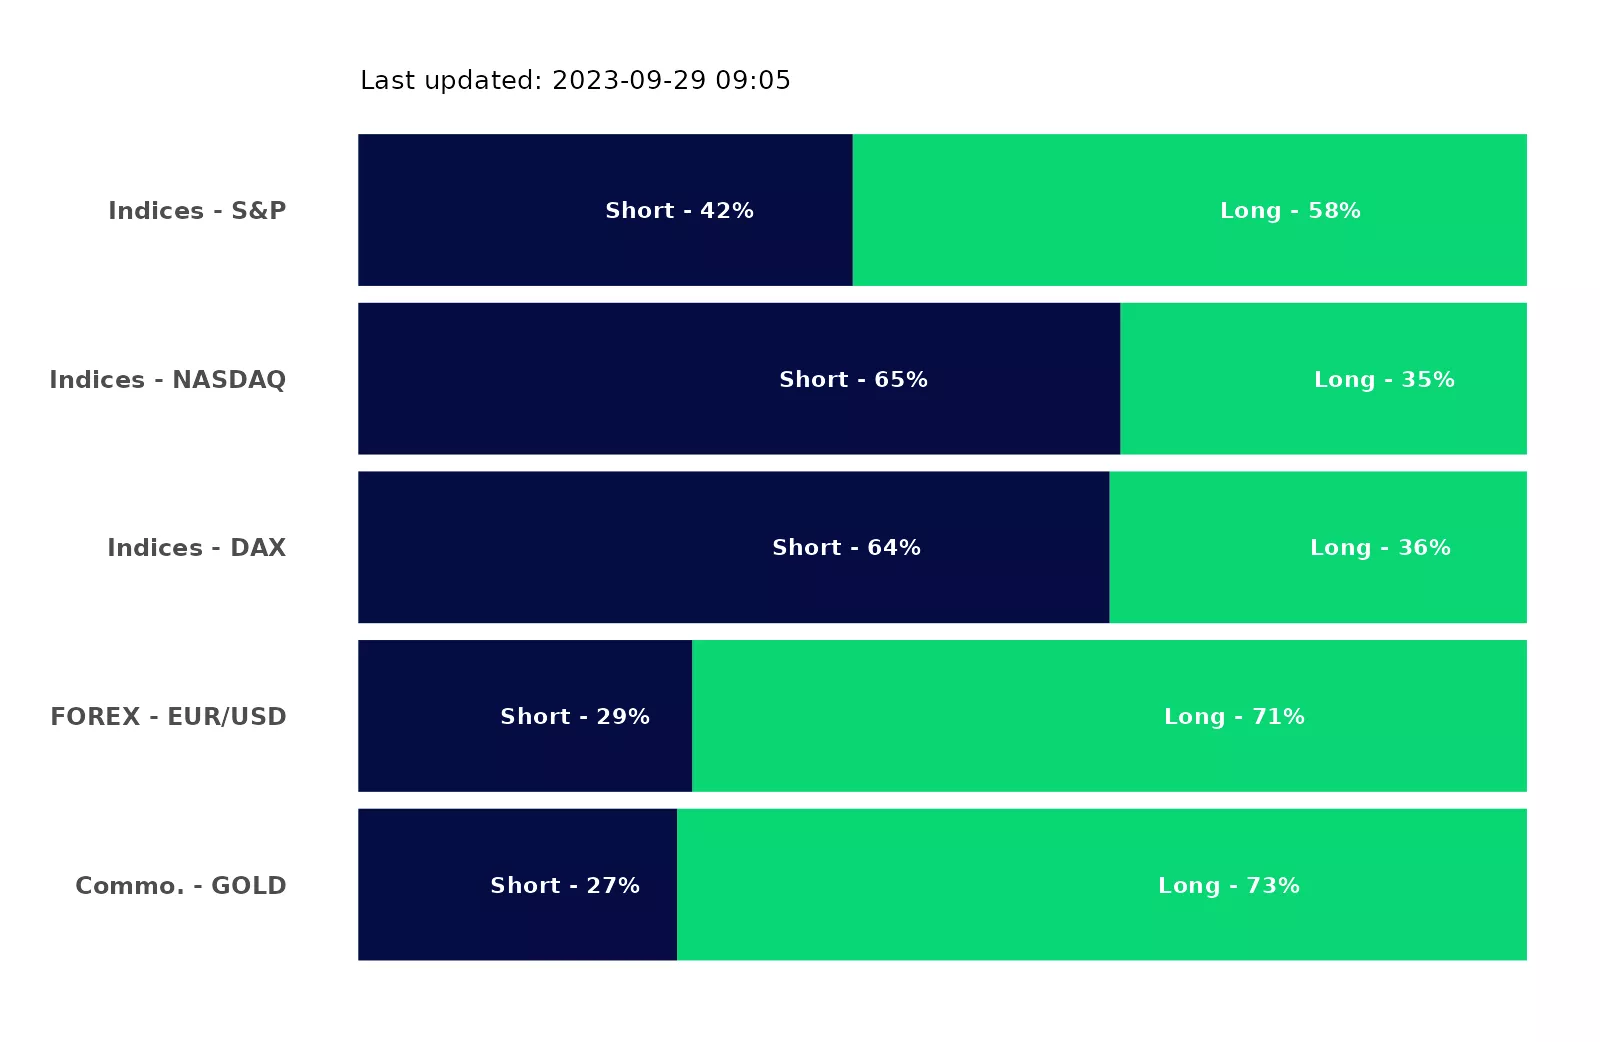 Last updated: 2023-09-29 09:05
Indices - S&P Short - 42% Long - 58%
Indices - NASDAQ Short - 65% Long - 35%
Indices - DAX Short - 64% Long - 36%
FOREX - EUR/USD Short - 29% Long - 71%
Commo. - GOLD Short - 27% Long - 73%